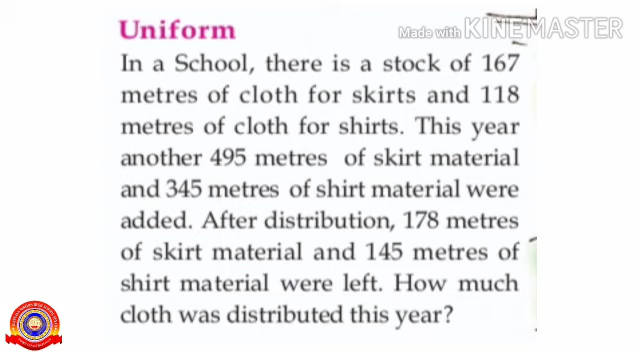 Uniform
Made with KINEMASTER
In a School, there is a stock of 167
metres of cloth for skirts and 118
metres of cloth for shirts. This year
another 495 metres of skirt material
and 345 metres of shirt material were
added. After distribution, 178 metres
of skirt material and 145 metres of
shirt material were left. How much
cloth was distributed this year?